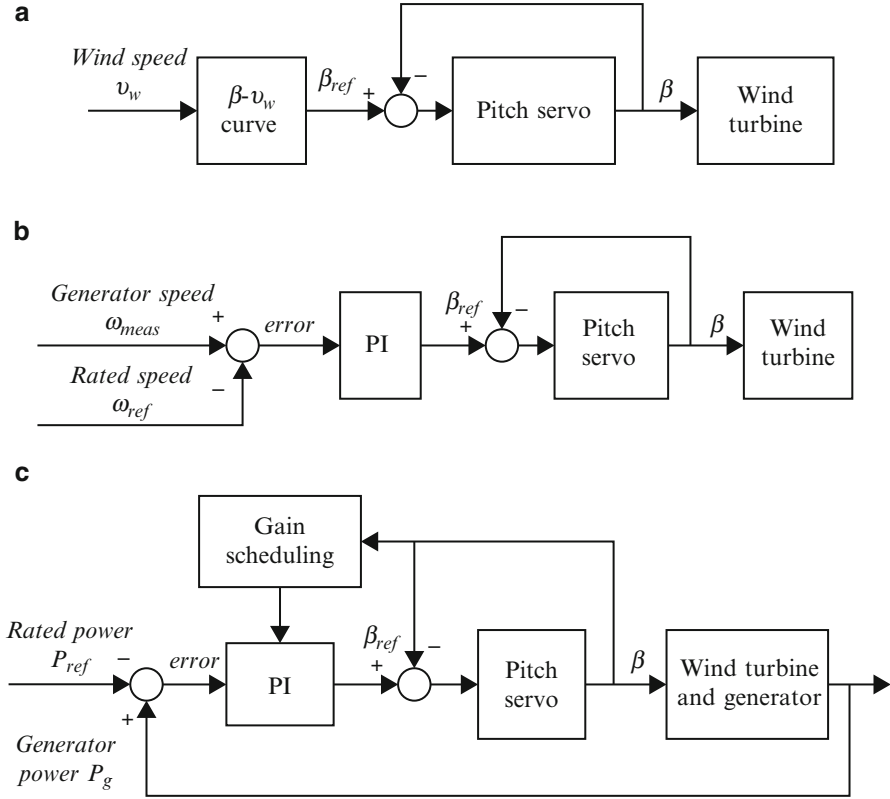 a
Wind speed
υw
β-υw
curve
βref
+
−
Pitch servo
β
Wind
turbine
b
Generator speed
ωmeas
+
Rated speed
−
ωref
error
PI
βref
+
−
Pitch
servo
β
Wind
turbine
c
Gain
scheduling
Rated power
Pref
−
+
error
PI
βref
+
−
Pitch
servo
β
Wind turbine
and generator
Generator
power Pg